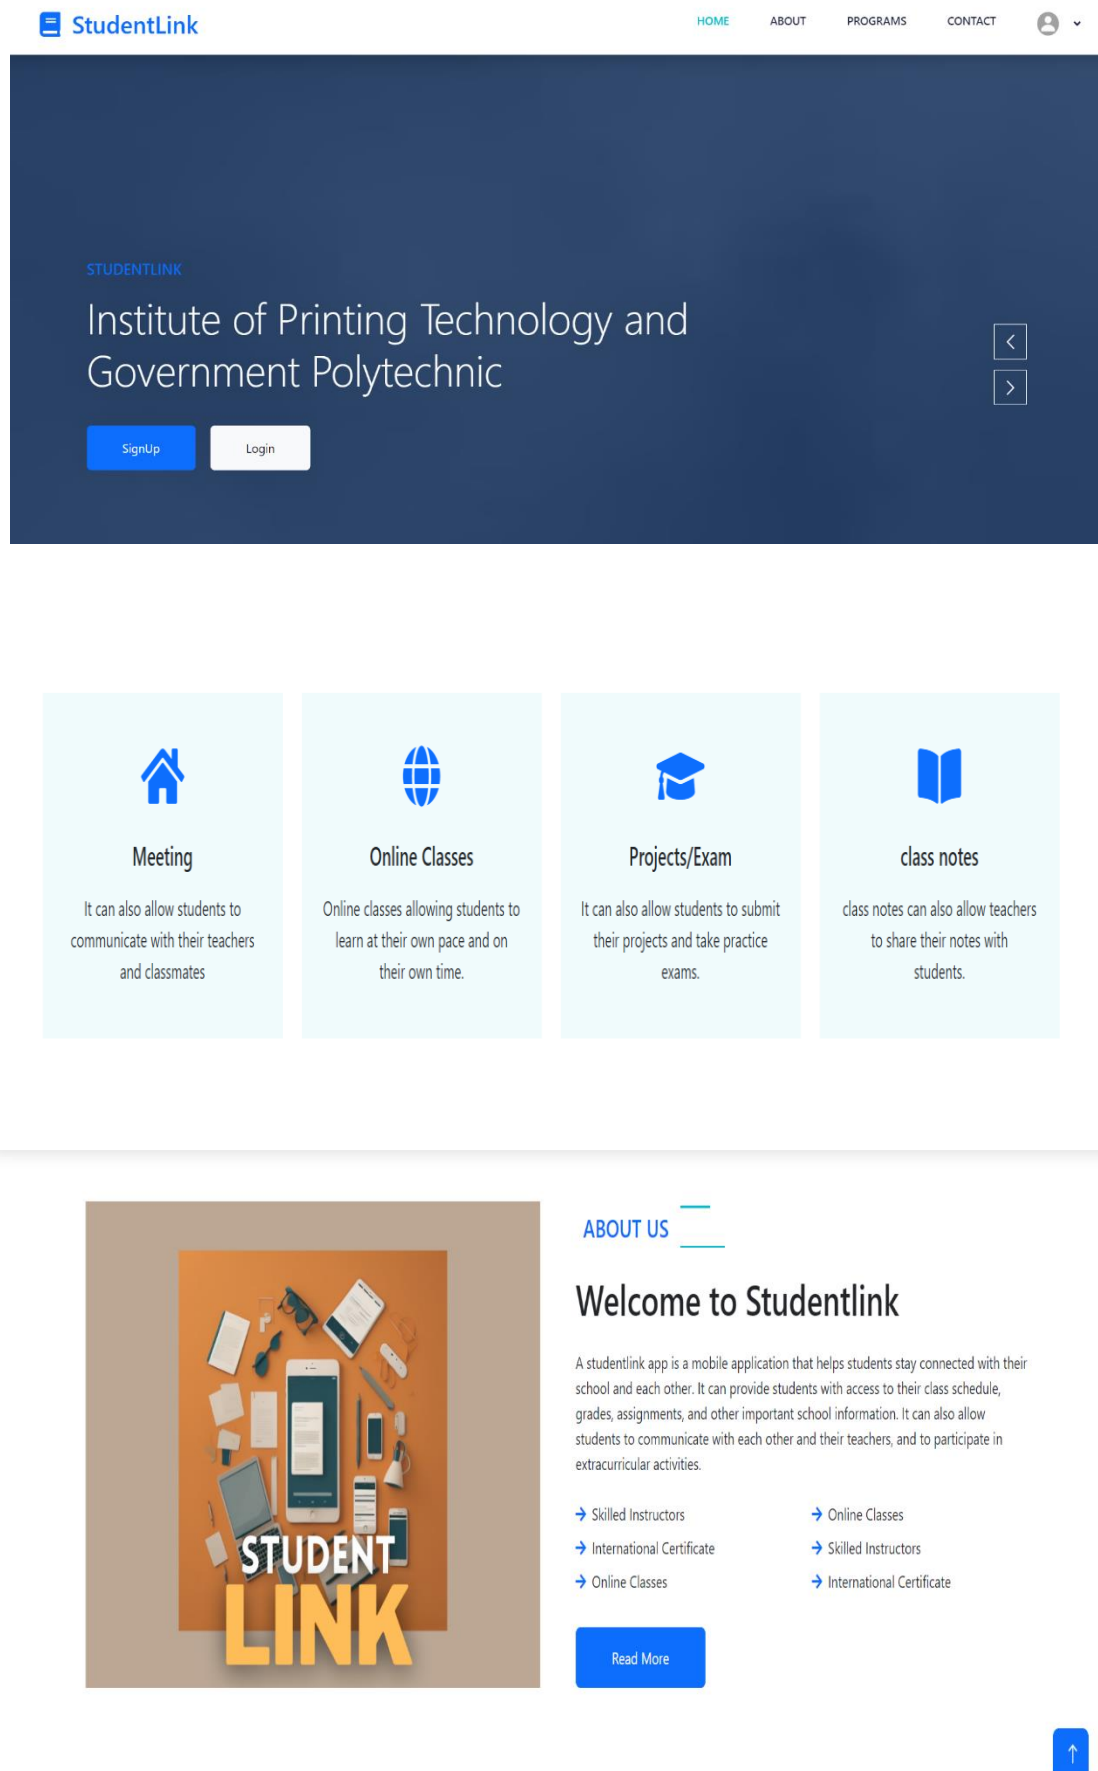 StudentLink
HOME ABOUT PROGRAMS CONTACT
STUDENTLINK
Institute of Printing Technology and
Government Polytechnic
SignUp Login
Meeting
It can also allow students to
communicate with their teachers
and classmates
Online Classes
Online classes allowing students to
learn at their own pace and on
their own time.
Projects/Exam
It can also allow students to submit
their projects and take practice
exams.
class notes
class notes can also allow teachers
to share their notes with
students.
STUDENT
LINK
ABOUT US
Welcome to Studentlink
A studentlink app is a mobile application that helps students stay connected with their
school and each other. It can provide students with access to their class schedule,
grades, assignments, and other important school information. It can also allow
students to communicate with each other and their teachers, and to participate in
extracurricular activities.
Skilled Instructors
International Certificate
Online Classes
Online Classes
Skilled Instructors
International Certificate
Read More